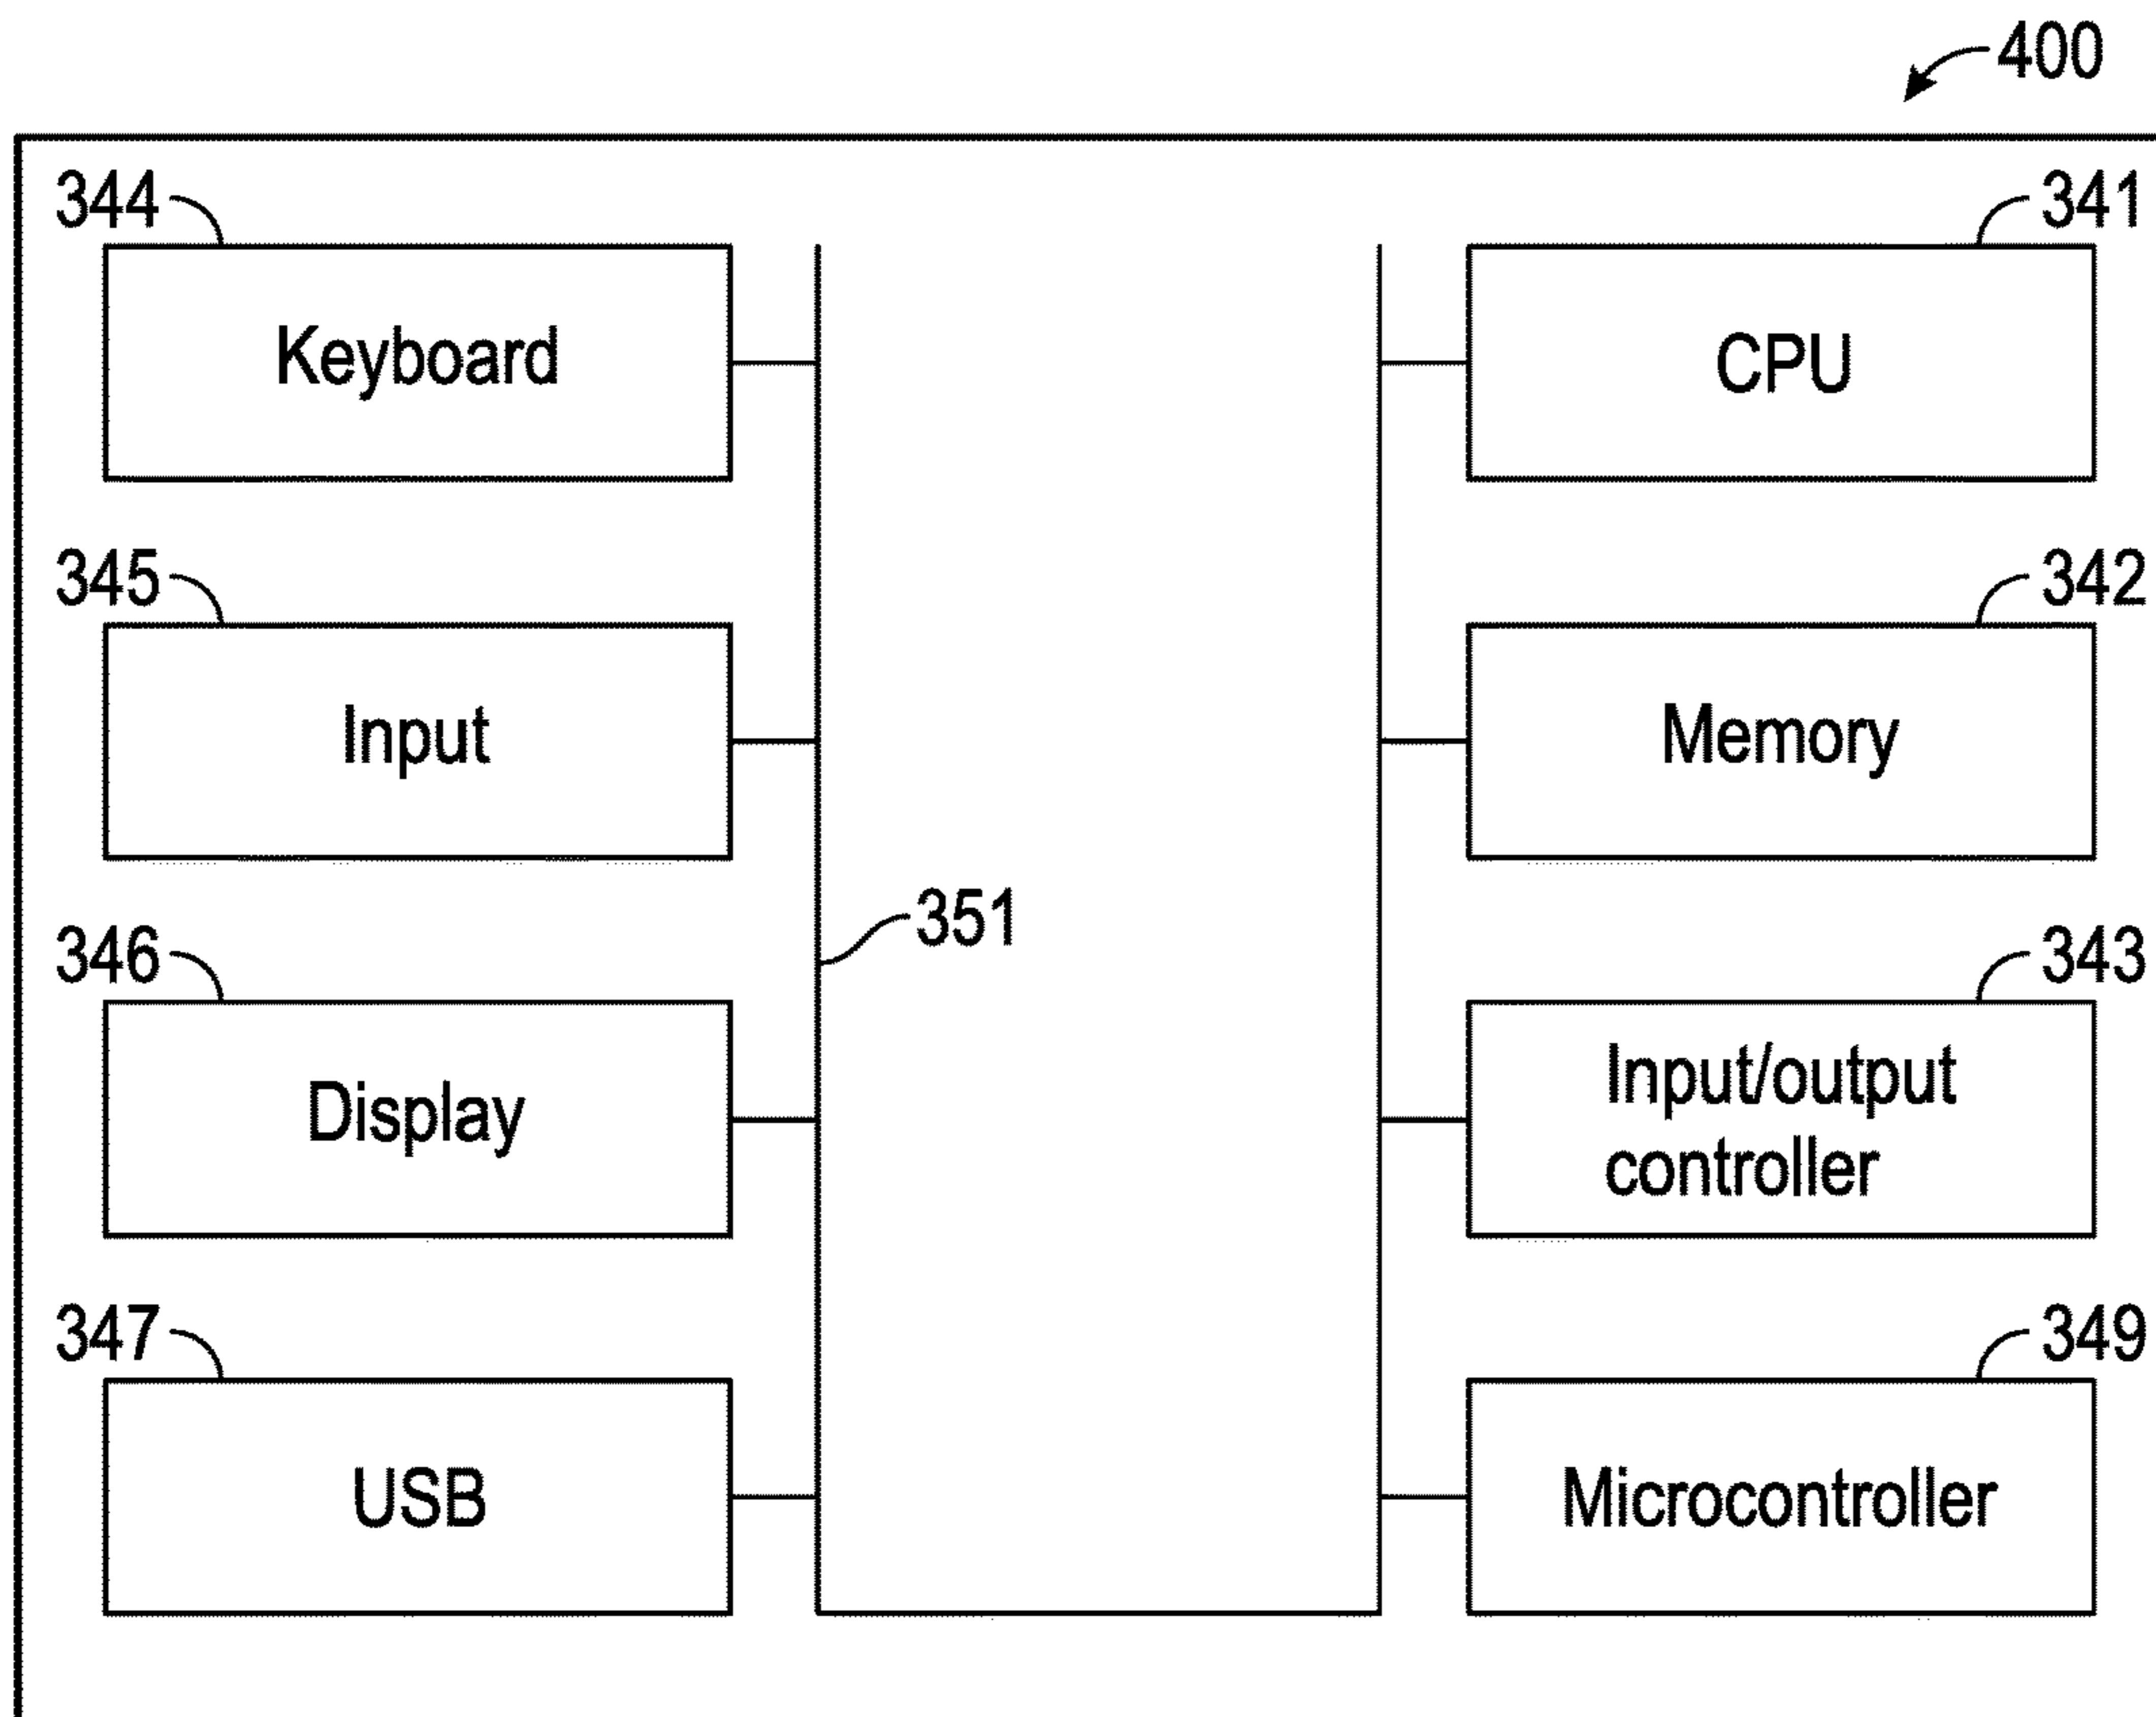 400
344
341
Keyboard
CPU
345
342
Input
Memory
351
346
343
Display
Input/output
controller
347
349
USB
Microcontroller